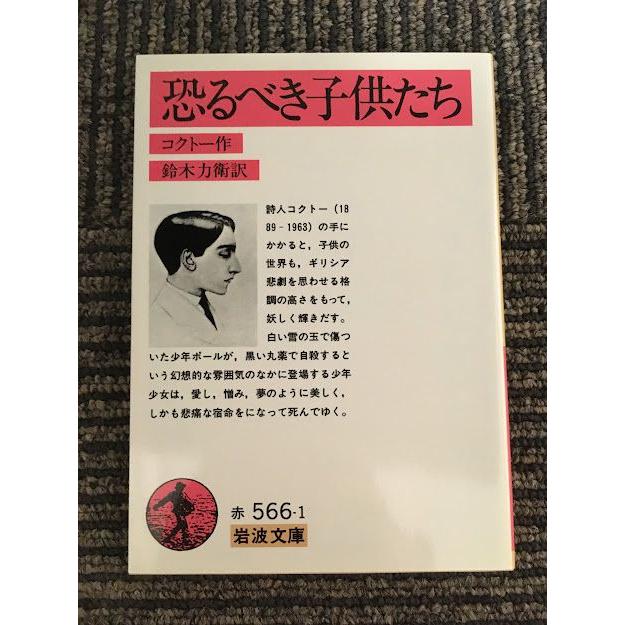 恐るべき子供たち
コクトー作
鈴木力衛訳
詩人コクトー(18
89‐1963)の手に
かかると，子供の
世界も，ギリシア
悲劇を思わせる格
調の高さをもって，
妖しく輝きだす。
白い雪の玉で傷つ
いた少年ポールが，黒い丸薬で自殺すると
いう幻想的な雰囲気のなかに登場する少年
少女は，愛し，憎み，夢のように美しく，
しかも悲痛な宿命をになって死んでゆく。
赤 566-1
岩波文庫